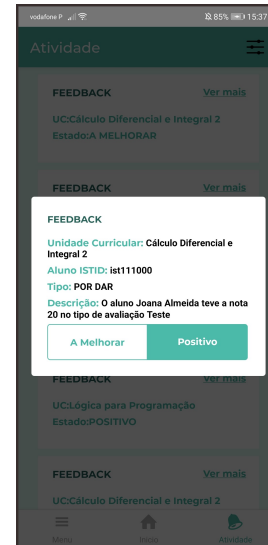 vodafone P 85% 15:37
Atividade
FEEDBACK Ver mais
UC:Cálculo Diferencial e Integral 2
Estado:A MELHORAR
FEEDBACK Ver mais
FEEDBACK
Unidade Curricular: Cálculo Diferencial e
Integral 2
Aluno ISTID: ist111000
Tipo: POR DAR
Descrição: O aluno Joana Almeida teve a nota
20 no tipo de avaliação Teste
A Melhorar Positivo
FEEDBACK Ver mais
UC:Lógica para Programação
Estado:POSITIVO
FEEDBACK Ver mais
UC:Cálculo Diferencial e Integral 2
Menu Início Atividade